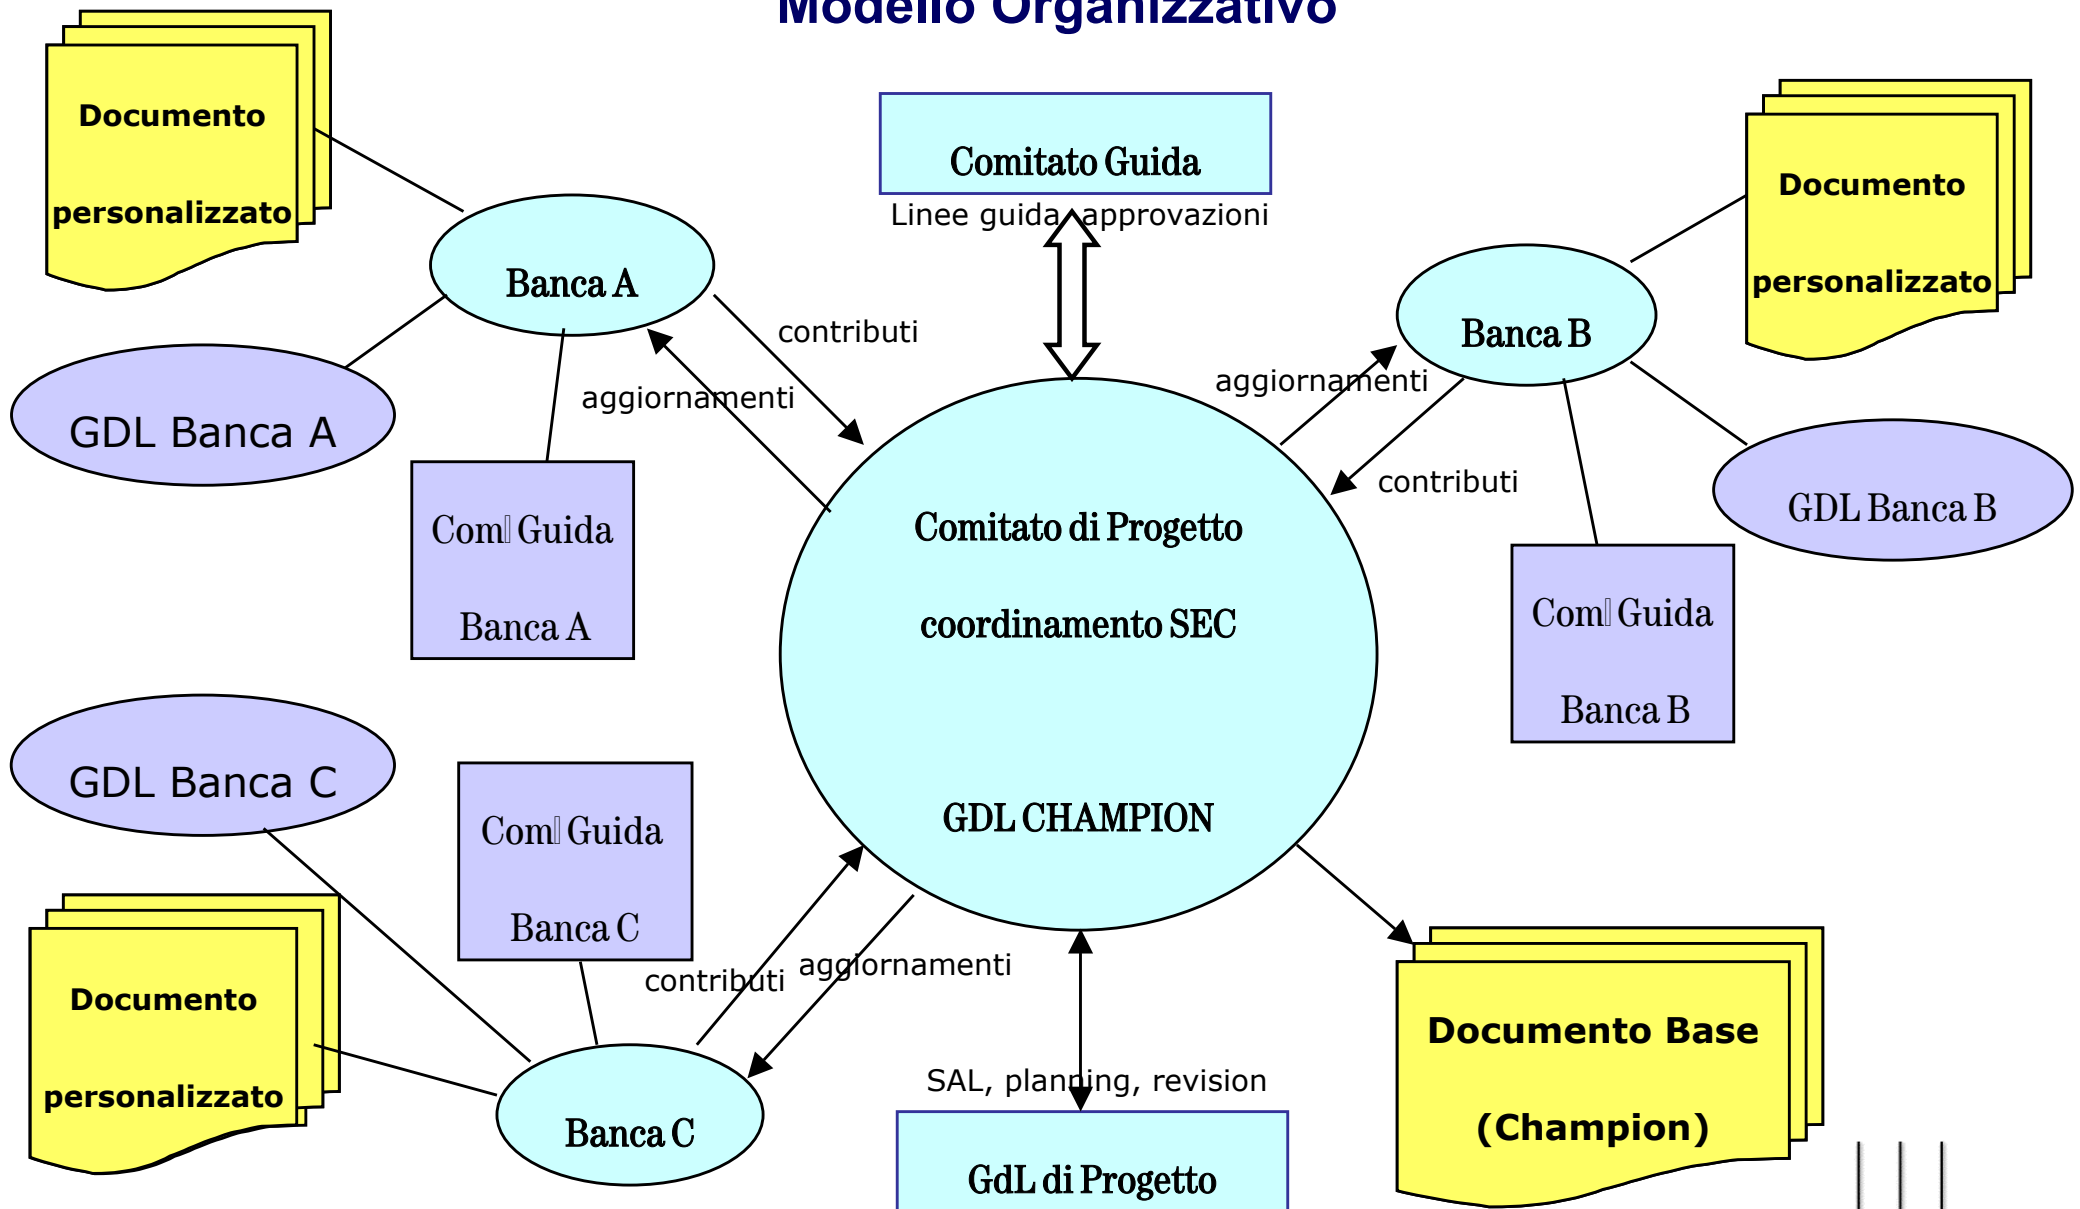 Modello Organizzativo
Documento
personalizzato
Comitato Guida
Linee guida, approvazioni
Documento
personalizzato
Banca A
Banca B
contributi
aggiornamenti
aggiornamenti
contributi
GDL Banca A
GDL Banca B
Com Guida
Banca A
Comitato di Progetto
coordinamento SEC
GDL CHAMPION
Com Guida
Banca B
GDL Banca C
Com Guida
Banca C
contributi
aggiornamenti
Documento
personalizzato
Banca C
SAL, planning, revision
GdL di Progetto
Documento Base
(Champion)